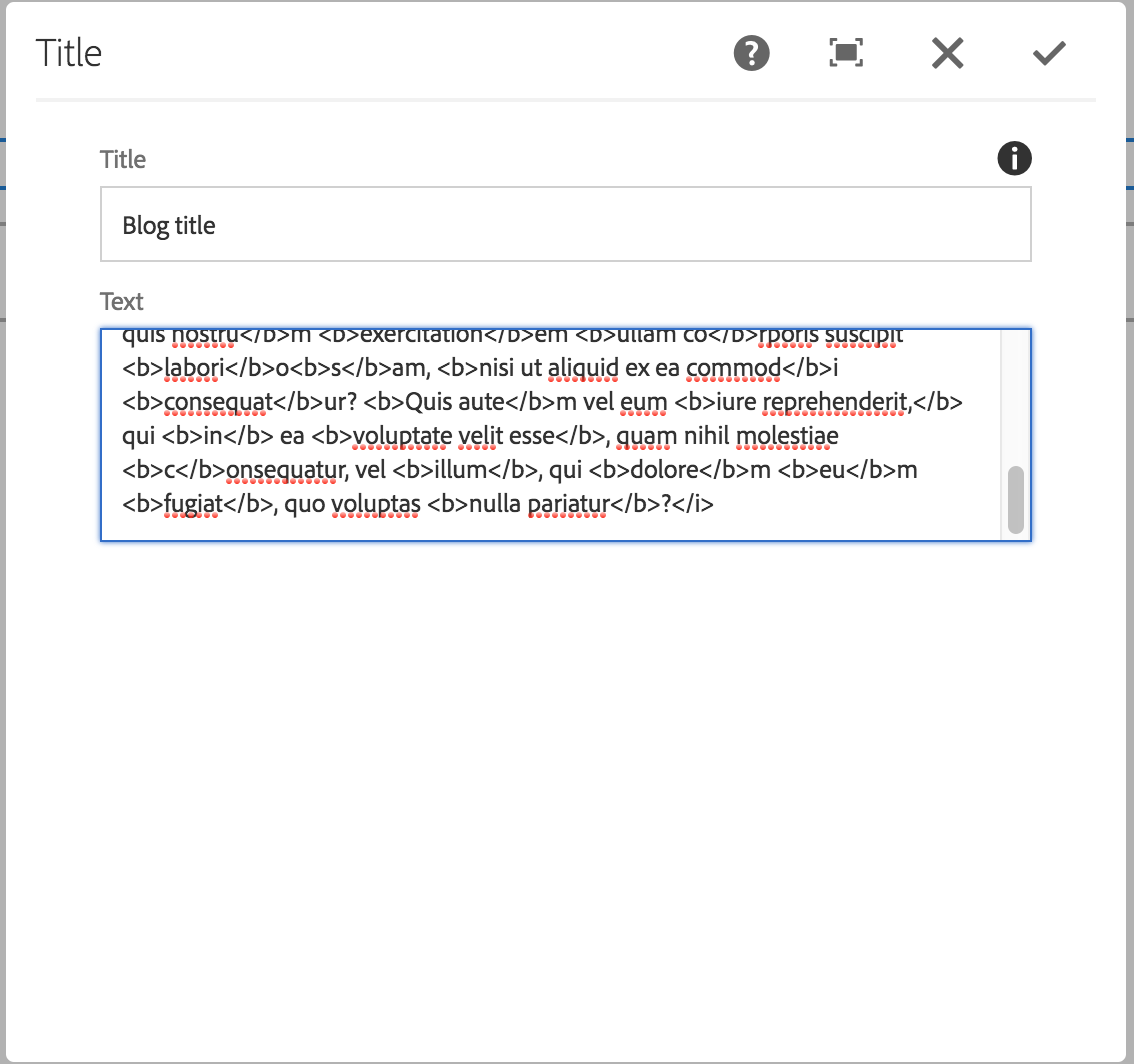 Title
Title
Blog title
Text
quis nostru</b>m <b>exercitation</b>em <b>ullam co</b>rporis suscipit
<b>labori</b>o<b>s</b>am, <b>nisi ut aliquid ex ea commod</b>i
<b>consequat</b>ur? <b>Quis aute</b>m vel eum <b>iure reprehenderit,</b>
qui <b>in</b> ea <b>voluptate velit esse</b>, quam nihil molestiae
<b>c</b>onsequatur, vel <b>illum</b>, qui <b>dolore</b>m <b>eu</b>m
<b>fugiat</b>, quo voluptas <b>nulla pariatur</b>?</i>